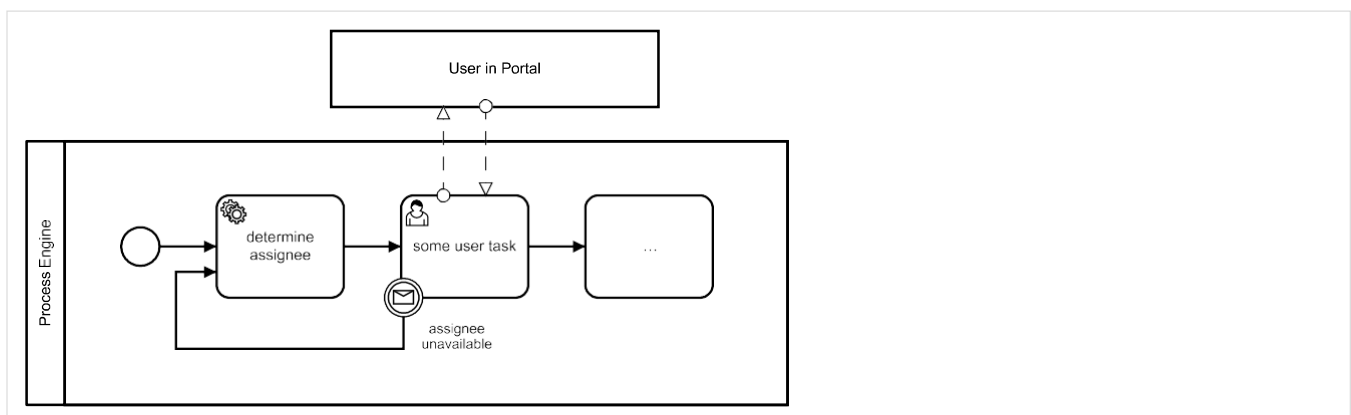 User in Portal
Process Engine
determine
assignee
some user task
...
assignee
unavailable